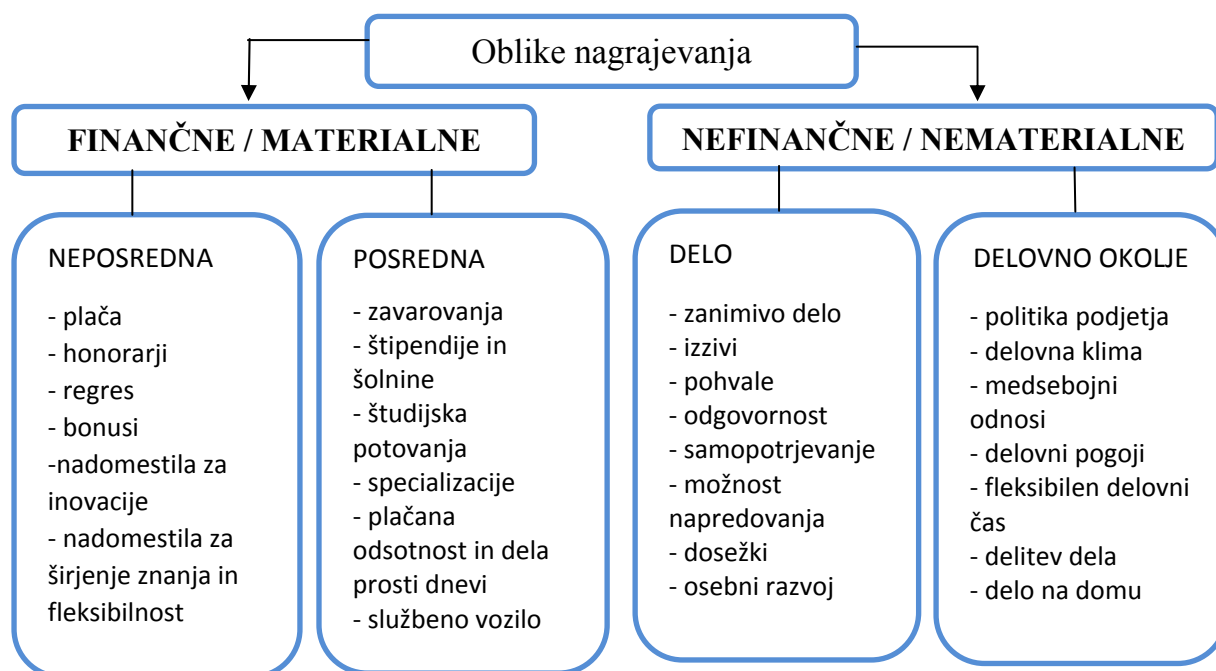 Oblike nagrajevanja
FINANČNE / MATERIALNE
NEFINANČNE / NEMATERIALNE
NEPOSREDNA
- plača
- honorarji
- regres
- bonusi
-nadomestila za
inovacije
- nadomestila za
širjenje znanja in
fleksibilnost
POSREDNA
- zavarovanja
- štipendije in
šolnine
- študijska
potovanja
- specializacije
- plačana
odsotnost in dela
prosti dnevi
- službeno vozilo
DELO
- zanimivo delo
- izzivi
- pohvale
- odgovornost
- samopotrjevanje
- možnost
napredovanja
- dosežki
- osebni razvoj
DELOVNO OKOLJE
- politika podjetja
- delovna klima
- medsebojni
odnosi
- delovni pogoji
- fleksibilen delovni
čas
- delitev dela
- delo na domu